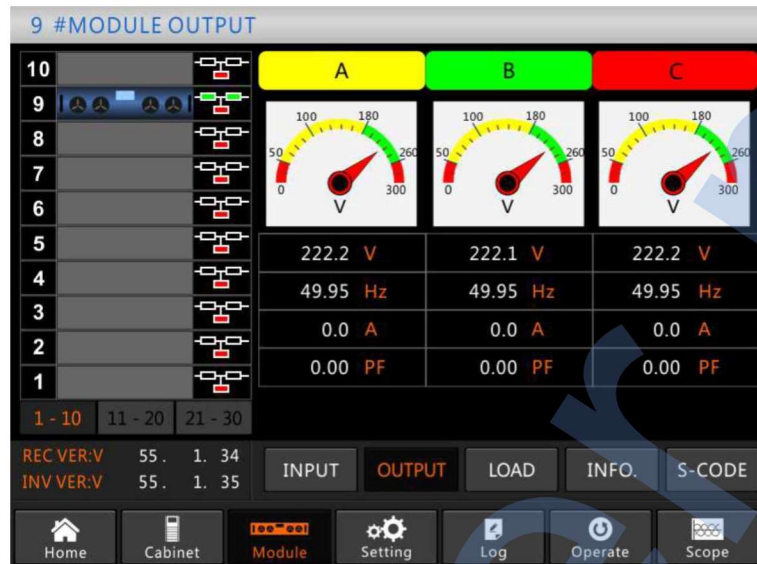 9 #MODULE OUTPUT
10
9
8
7
6
5
4
3
2
1
1 - 10 11 - 20 21 - 30
REC VER:V 55. 1. 34
INV VER:V 55. 1. 35
A B C
0 50 100 180 260 300 V
0 50 100 180 260 300 V
0 50 100 180 260 300 V
222.2 V 222.1 V 222.2 V
49.95 Hz 49.95 Hz 49.95 Hz
0.0 A 0.0 A 0.0 A
0.00 PF 0.00 PF 0.00 PF
INPUT OUTPUT LOAD INFO. S-CODE
Home Cabinet Module Setting Log Operate Scope